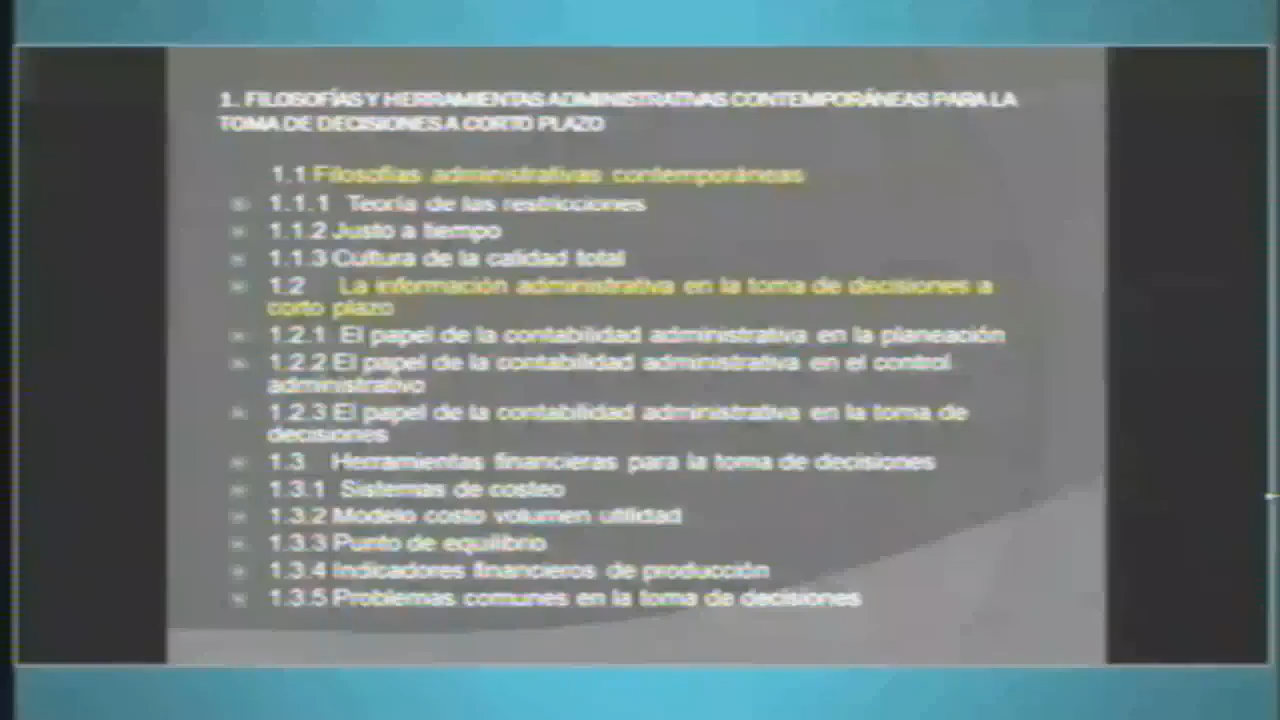 1. FILOSOFÍAS Y HERRAMIENTAS ADMINISTRATIVAS CONTEMPORÁNEAS PARA LA
TOMA DE DECISIONES A CORTO PLAZO
1.1 Filosofías administrativas contemporáneas
1.1.1 Teoría de las restricciones
1.1.2 Justo a tiempo
1.1.3 Cultura de la calidad total
1.2 La información administrativa en la toma de decisiones a
corto plazo
1.2.1 El papel de la contabilidad administrativa en la planeación
1.2.2 El papel de la contabilidad administrativa en el control
administrativo
1.2.3 El papel de la contabilidad administrativa en la toma de
decisiones
1.3 Herramientas financieras para la toma de decisiones
1.3.1 Sistemas de costeo
1.3.2 Modelo costo volumen utilidad
1.3.3 Punto de equilibrio
1.3.4 Indicadores financieros de producción
1.3.5 Problemas comunes en la toma de decisiones